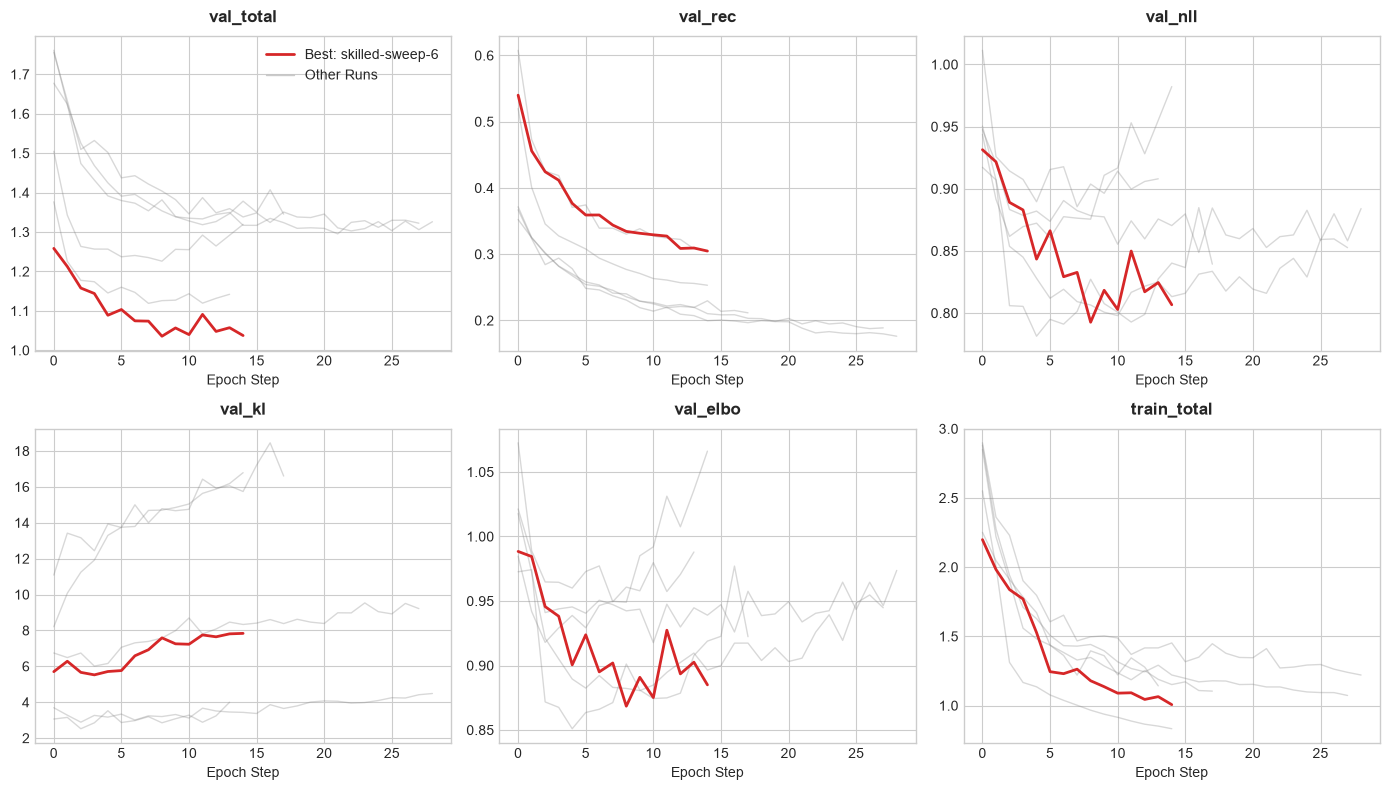 val_total
1.7
1.6
1.5
1.4
1.3
1.2
1.1
1.0
0 5 10 15 20 25
Epoch Step
Best: skilled-sweep-6
Other Runs
val_rec
0.6
0.5
0.4
0.3
0.2
0 5 10 15 20 25
Epoch Step
val_nll
1.00
0.95
0.90
0.85
0.80
0 5 10 15 20 25
Epoch Step
val_kl
18
16
14
12
10
8
6
4
2
0 5 10 15 20 25
Epoch Step
val_elbo
1.05
1.00
0.95
0.90
0.85
0 5 10 15 20 25
Epoch Step
train_total
3.0
2.5
2.0
1.5
1.0
0 5 10 15 20 25
Epoch Step